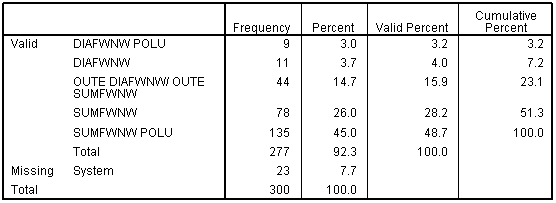 Frequency Percent Valid Percent Cumulative Percent
Valid DIAFWNW POLU 9 3.0 3.2 3.2
DIAFWNW 11 3.7 4.0 7.2
OUTE DIAFWNW/ OUTE SUMFWNW 44 14.7 15.9 23.1
SUMFWNW 78 26.0 28.2 51.3
SUMFWNW POLU 135 45.0 48.7 100.0
Total 277 92.3 100.0
Missing System 23 7.7
Total 300 100.0